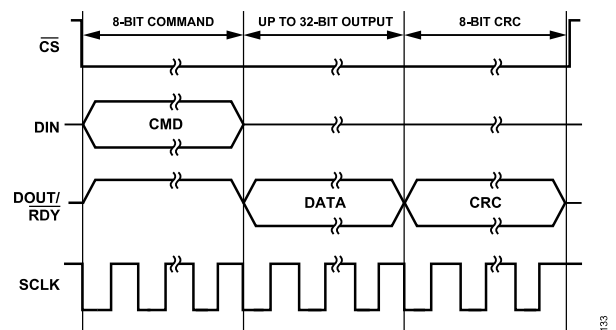 8-BIT COMMAND UP TO 32-BIT OUTPUT 8-BIT CRC
CS
DIN CMD
DOUT/
RDY DATA CRC
SCLK
133